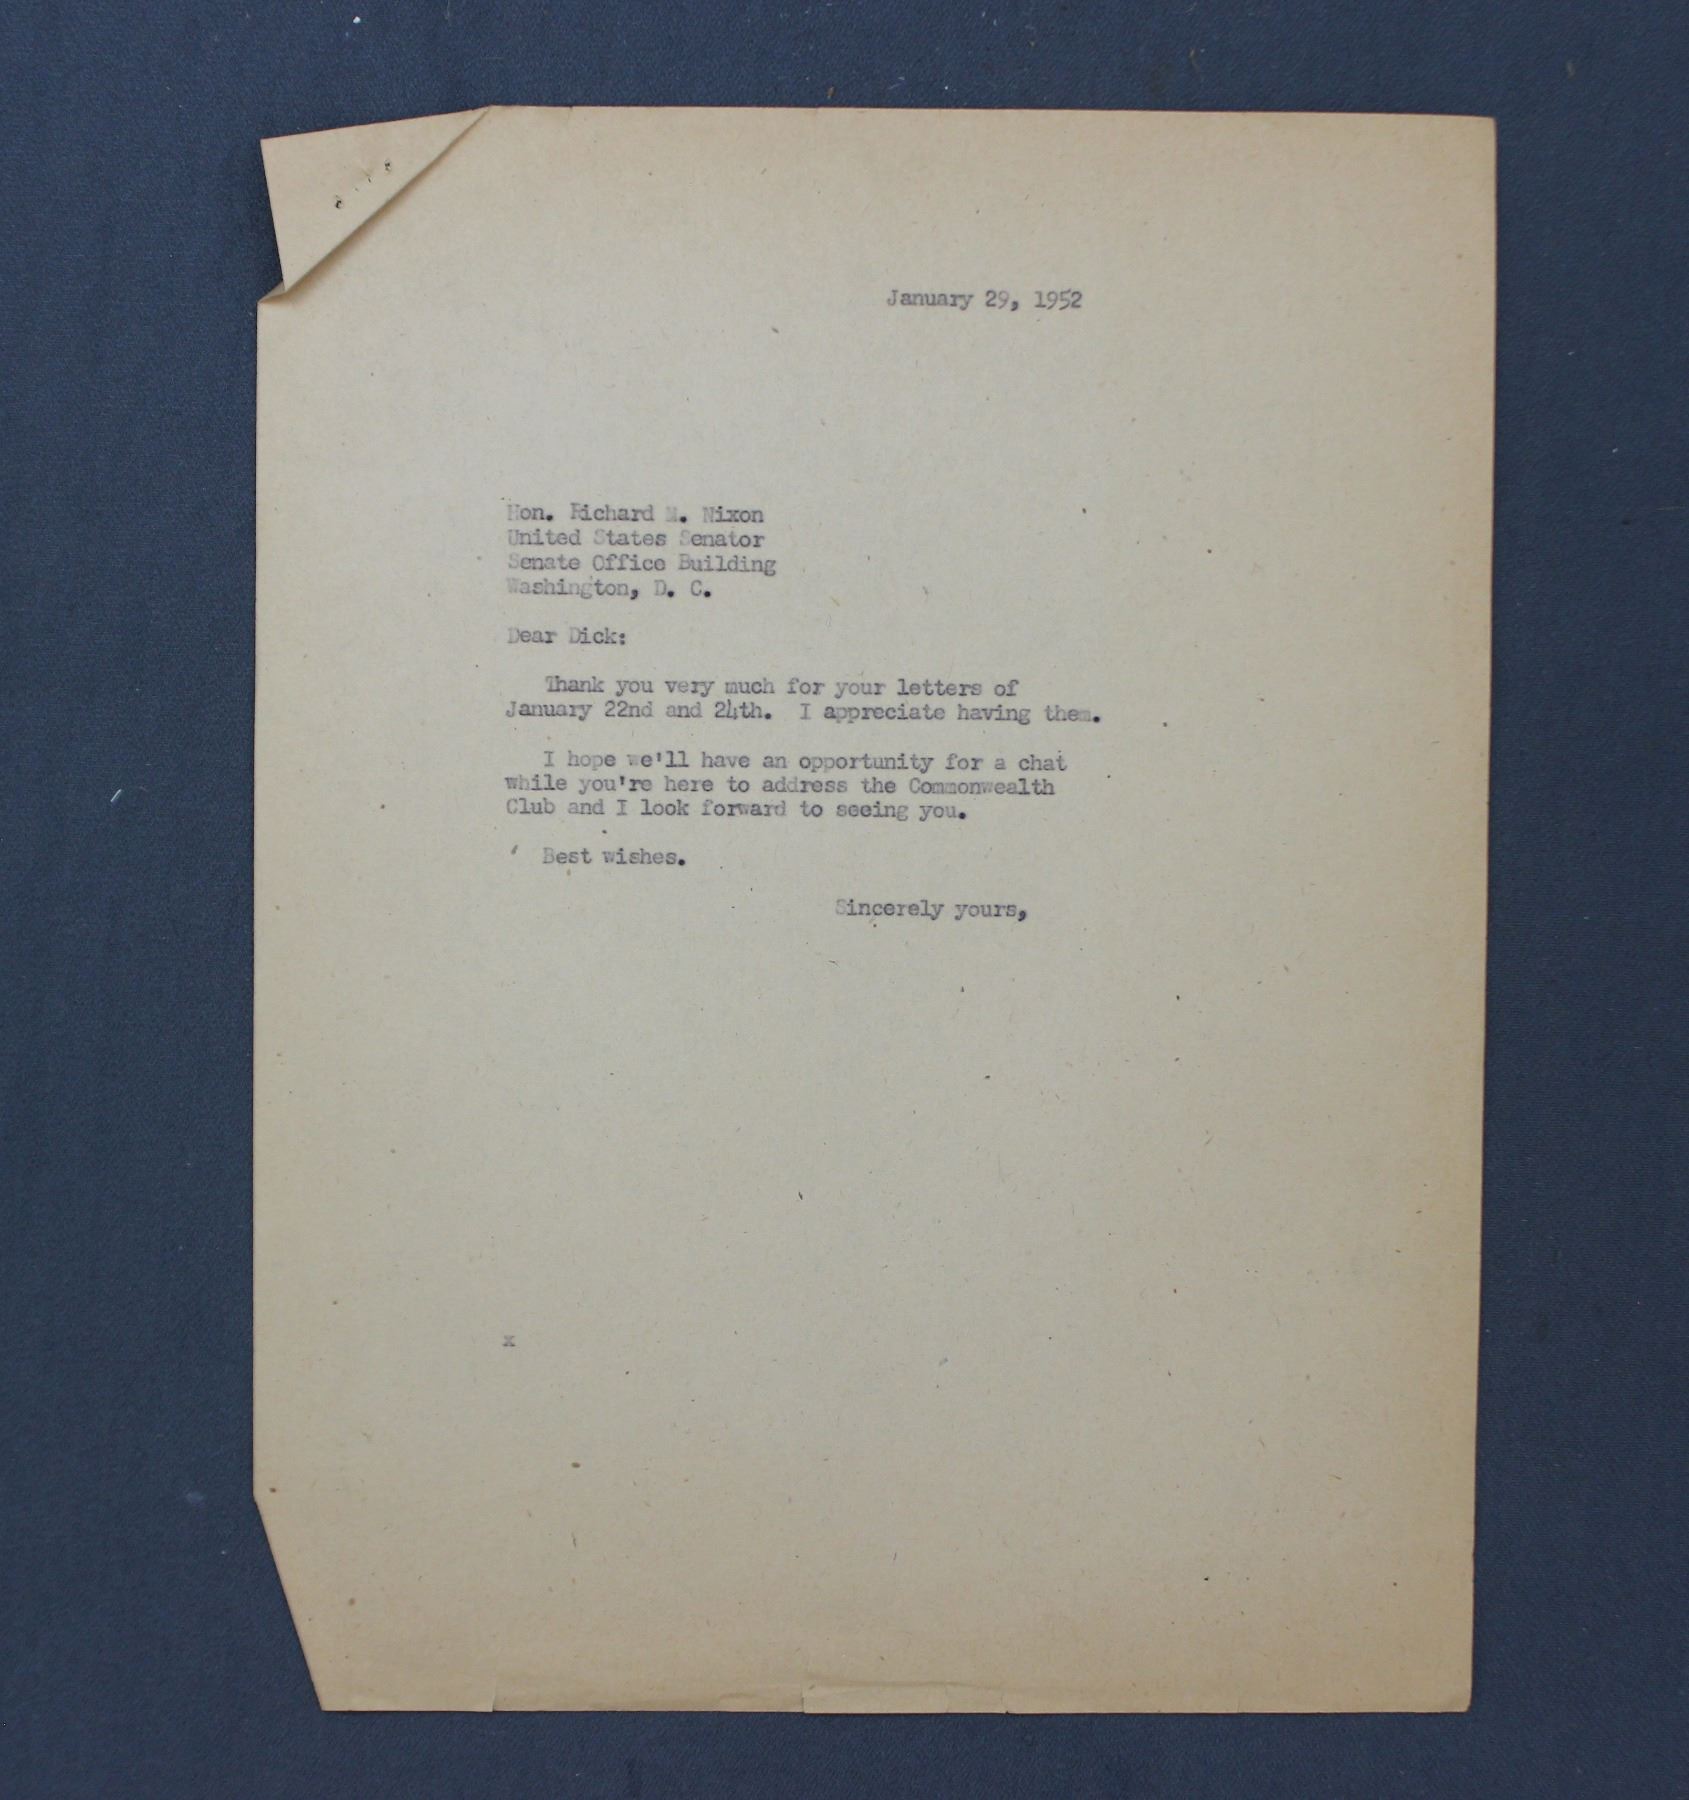 January 29, 1952
Hon. Richard M. Nixon
United States Senator
Senate Office Building
Washington, D. C.
Dear Dick:
Thank you very much for your letters of
January 22nd and 24th. I appreciate having them.
I hope we'll have an opportunity for a chat
while you're here to address the Commonwealth
Club and I look forward to seeing you.
Best wishes.
Sincerely yours,
x